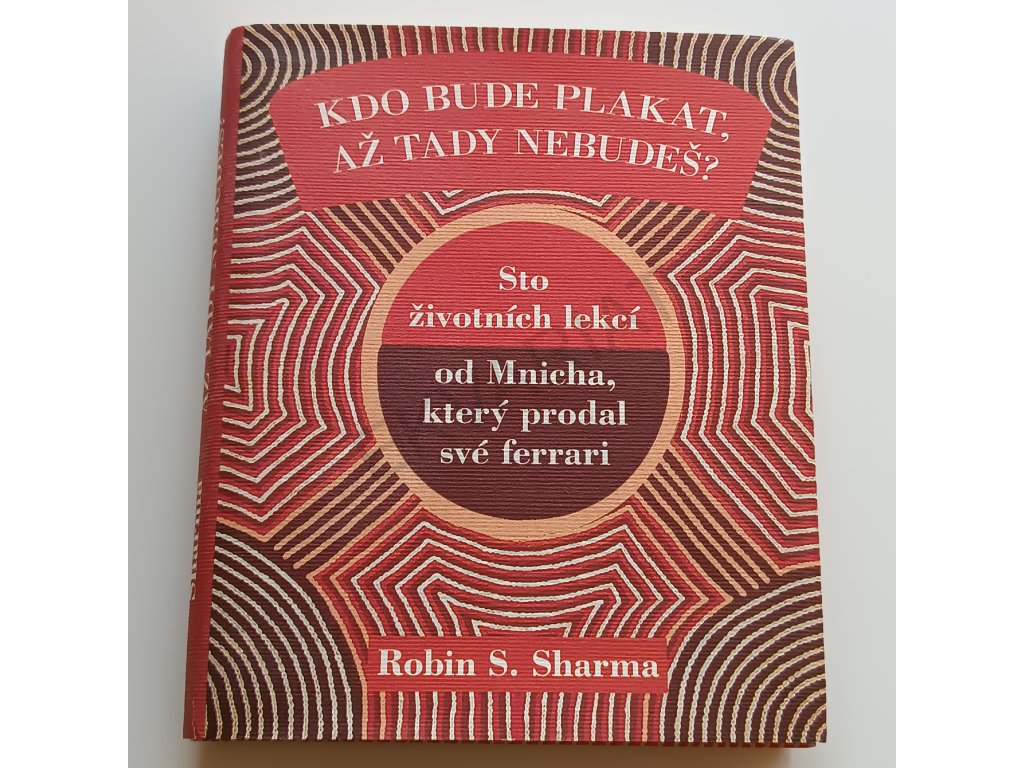 KDO BUDE PLAKAT,
AŽ TADY NEBUDEŠ?
Sto
životních lekcí
od Mnicha,
který prodal
své ferrari
Robin S. Sharma